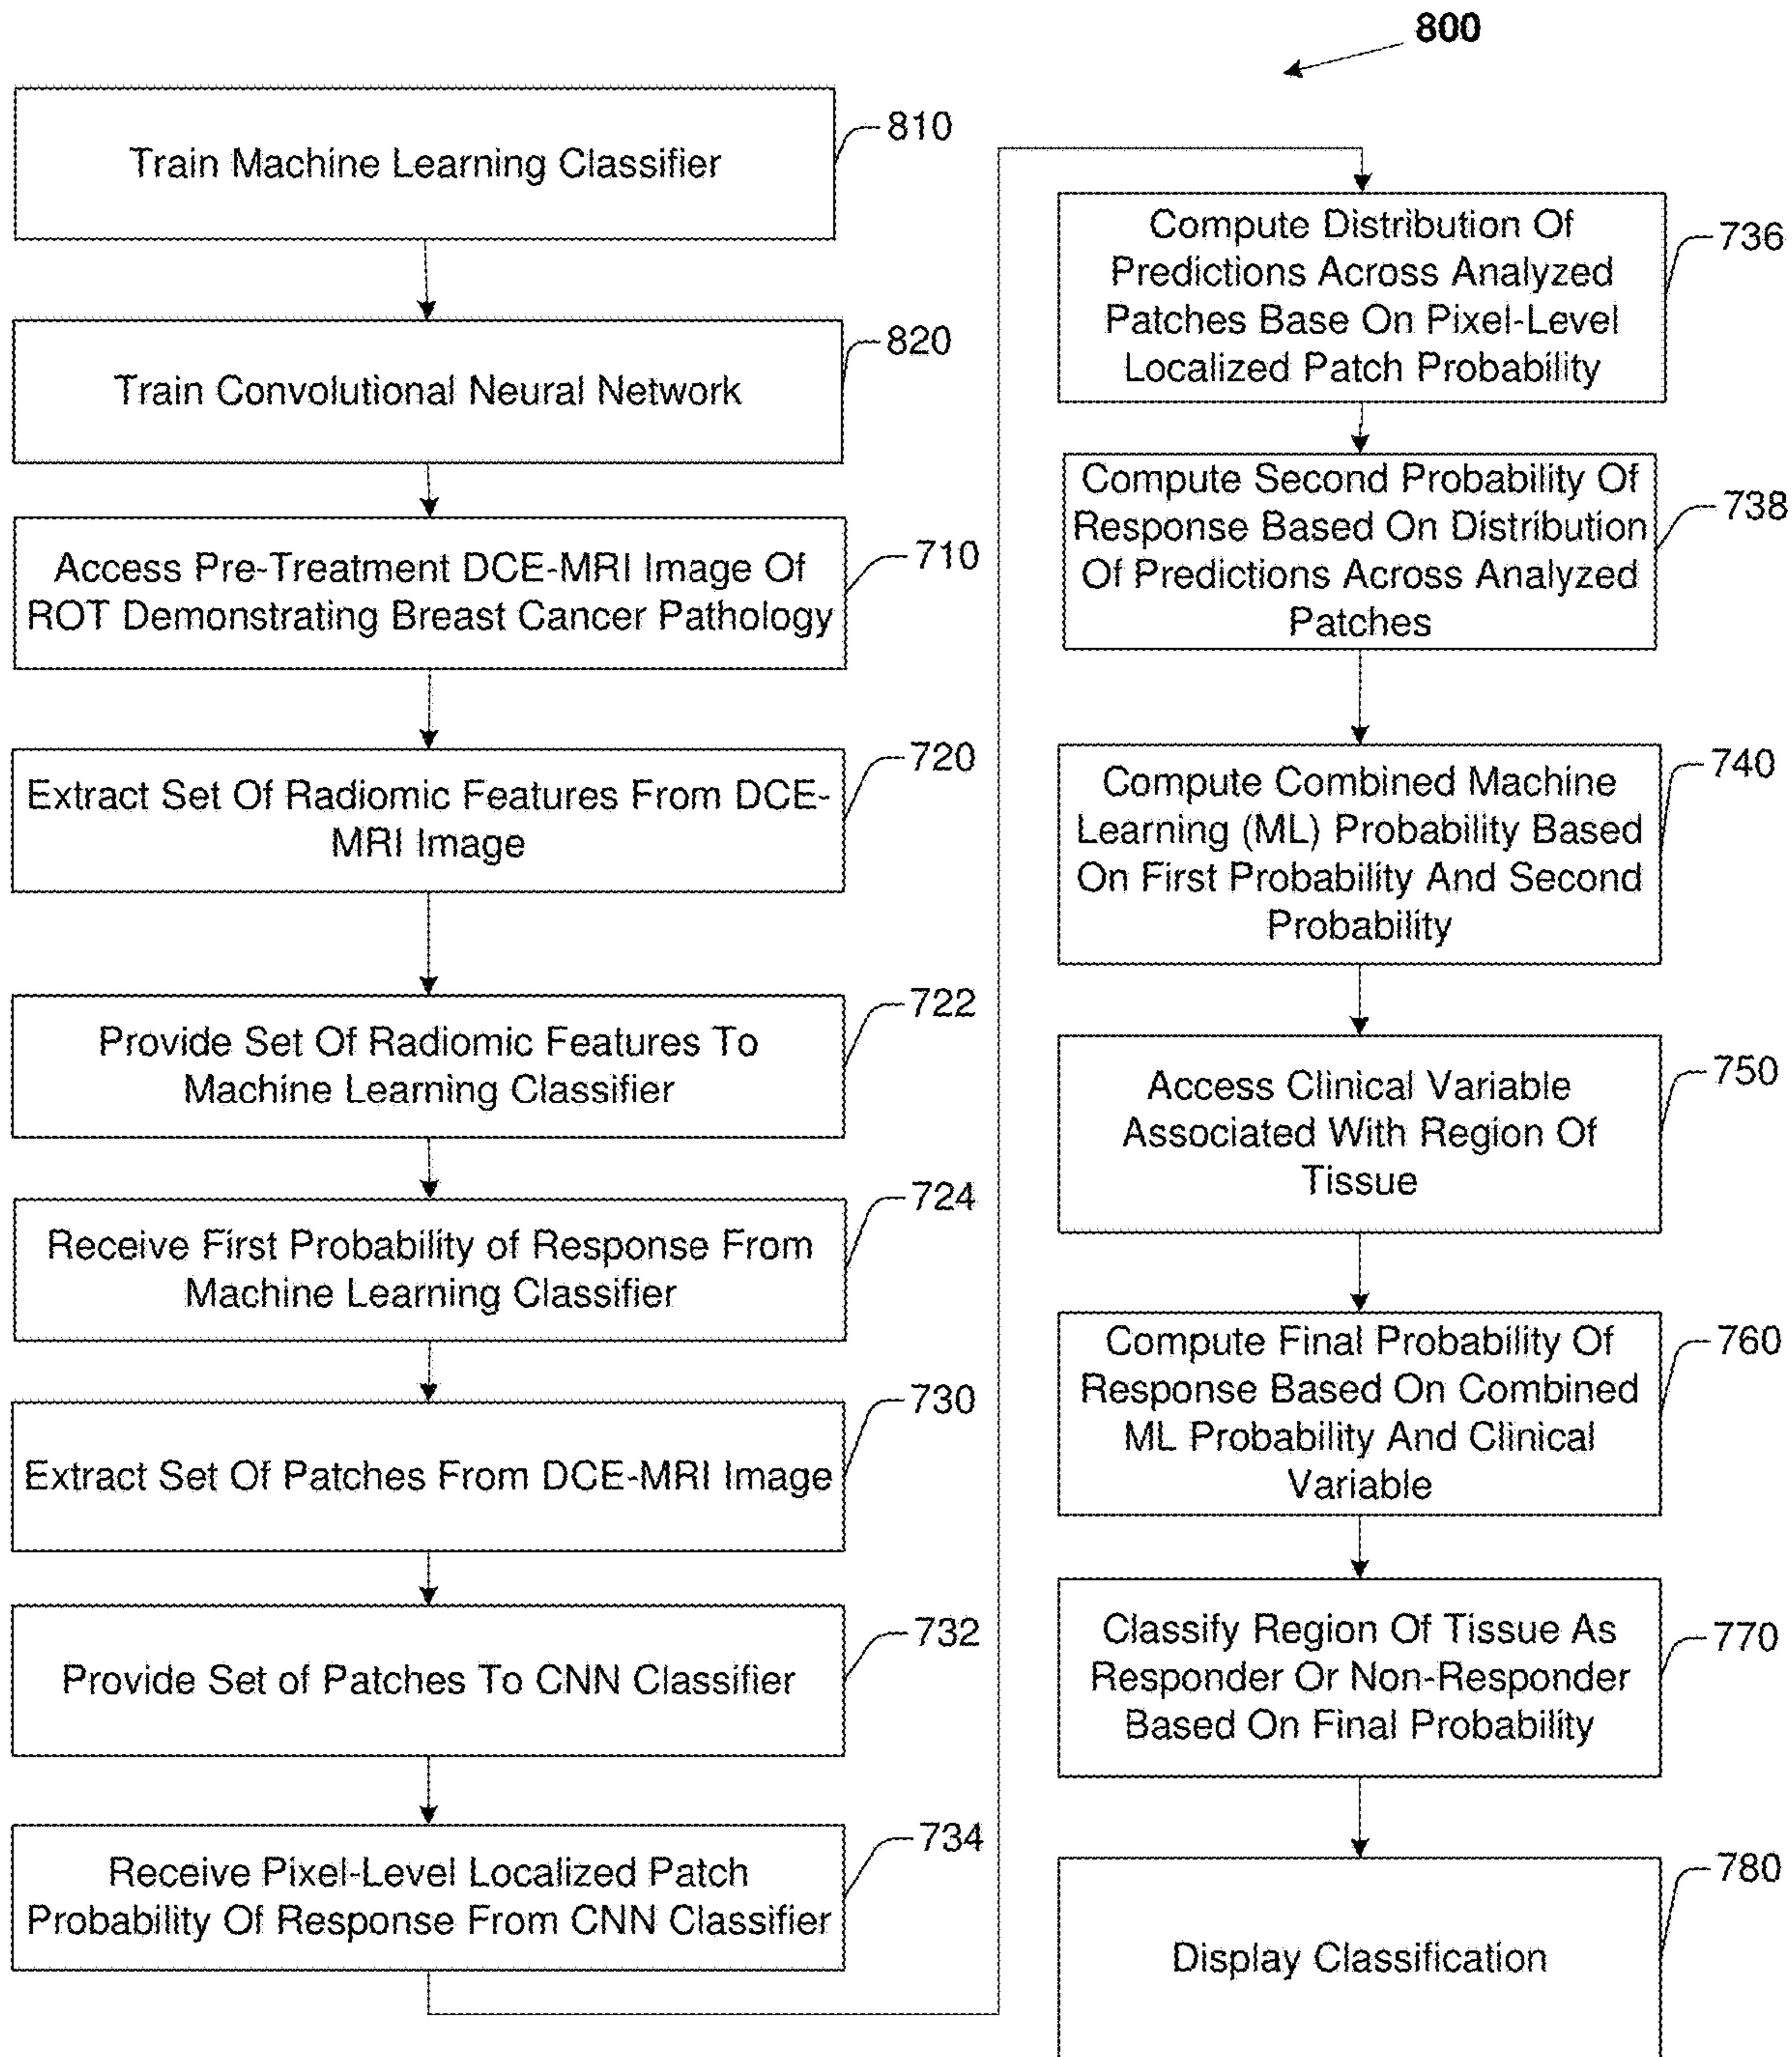 800
Train Machine Learning Classifier
810
Train Convolutional Neural Network
820
Access Pre-Treatment DCE-MRI Image Of
ROT Demonstrating Breast Cancer Pathology
710
Extract Set Of Radiomic Features From DCE-
MRI Image
720
Provide Set Of Radiomic Features To
Machine Learning Classifier
722
Receive First Probability of Response From
Machine Learning Classifier
724
Extract Set Of Patches From DCE-MRI Image
730
Provide Set of Patches To CNN Classifier
732
Receive Pixel-Level Localized Patch
Probability Of Response From CNN Classifier
734
Compute Distribution Of
Predictions Across Analyzed
Patches Base On Pixel-Level
Localized Patch Probability
736
Compute Second Probability Of
Response Based On Distribution
Of Predictions Across Analyzed
Patches
738
Compute Combined Machine
Learning (ML) Probability Based
On First Probability And Second
Probability
740
Access Clinical Variable
Associated With Region Of
Tissue
750
Compute Final Probability Of
Response Based On Combined
ML Probability And Clinical
Variable
760
Classify Region Of Tissue As
Responder Or Non-Responder
Based On Final Probability
770
Display Classification
780